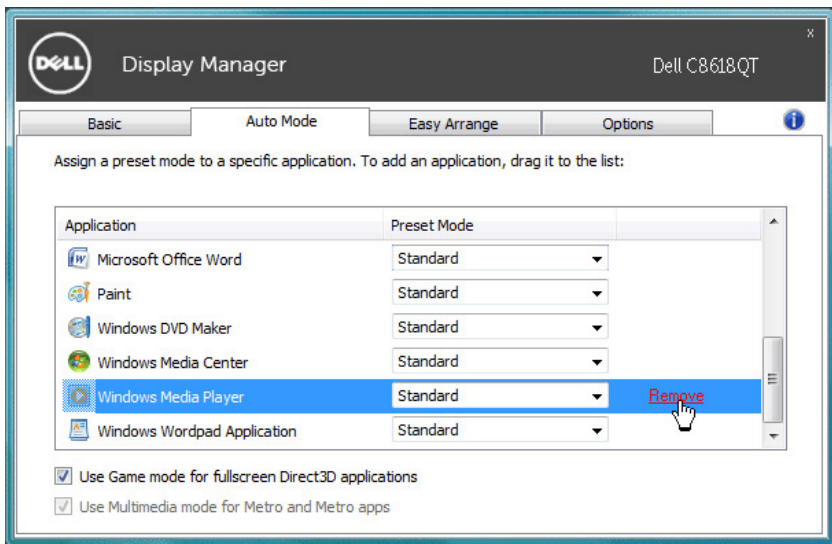 x
DELL Display Manager Dell C8618QT
Basic Auto Mode Easy Arrange Options i
Assign a preset mode to a specific application. To add an application, drag it to the list:
Application Preset Mode
Microsoft Office Word Standard
Paint Standard
Windows DVD Maker Standard
Windows Media Center Standard
Windows Media Player Standard Remove
Windows Wordpad Application Standard
Use Game mode for fullscreen Direct3D applications
Use Multimedia mode for Metro and Metro apps